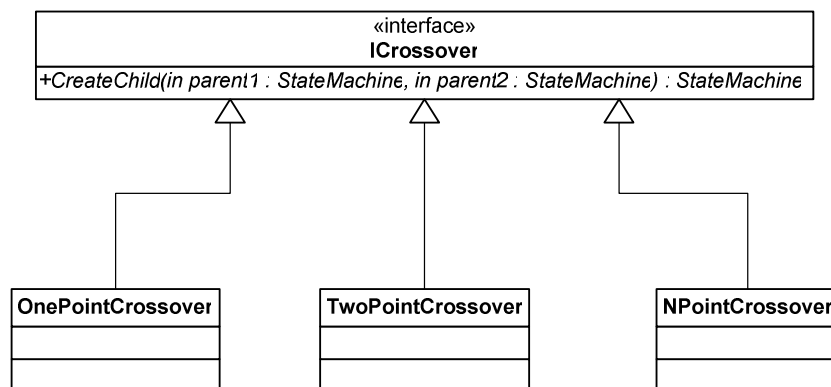 «interface»
ICrossover
+CreateChild(in parent1 : StateMachine, in parent2 : StateMachine) : StateMachine
OnePointCrossover
TwoPointCrossover
NPointCrossover